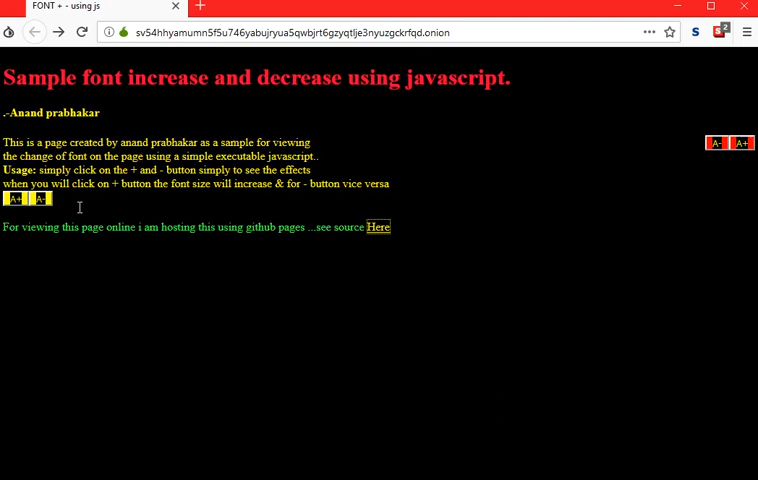 FONT + - using js
sv54hhyamumn5f5u746yabujryua5qwbjrt6gzyqtlje3nyuzgckrfqd.onion
S
S 2
Sample font increase and decrease using javascript.
.-Anand prabhakar
This is a page created by anand prabhakar as a sample for viewing
A- A+
the change of font on the page using a simple executable javascript..
Usage: simply click on the + and - button simply to see the effects
when you will click on + button the font size will increase & for - button vice versa
A+ A-
For viewing this page online i am hosting this using github pages ...see source Here